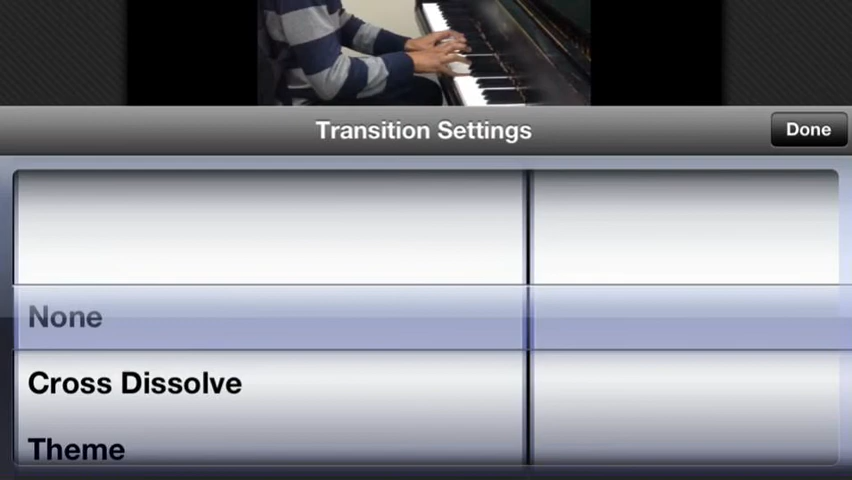 Transition Settings
Done
None
Cross Dissolve
Theme